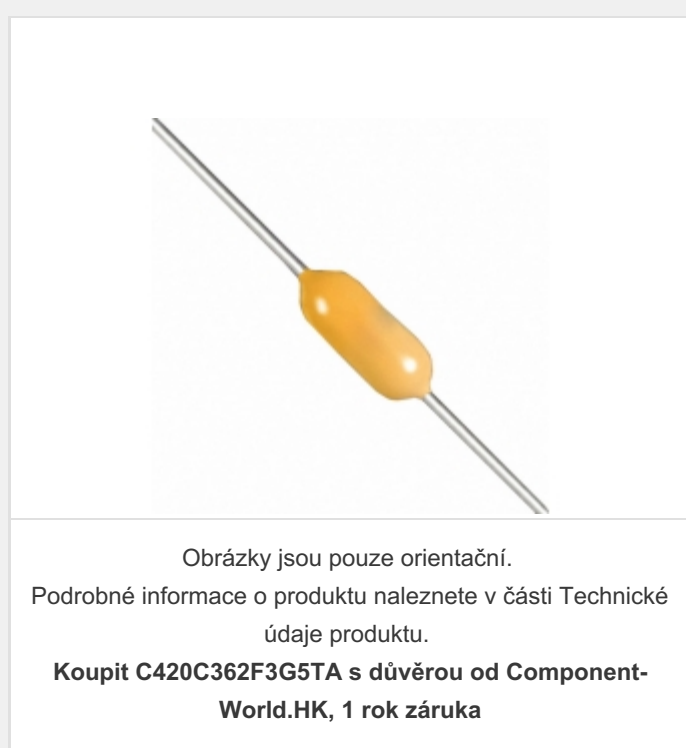 Obrázky jsou pouze orientační.
Podrobné informace o produktu naleznete v části Technické
údaje produktu.
Koupit C420C362F3G5TA s důvěrou od Component-
World.HK, 1 rok záruka